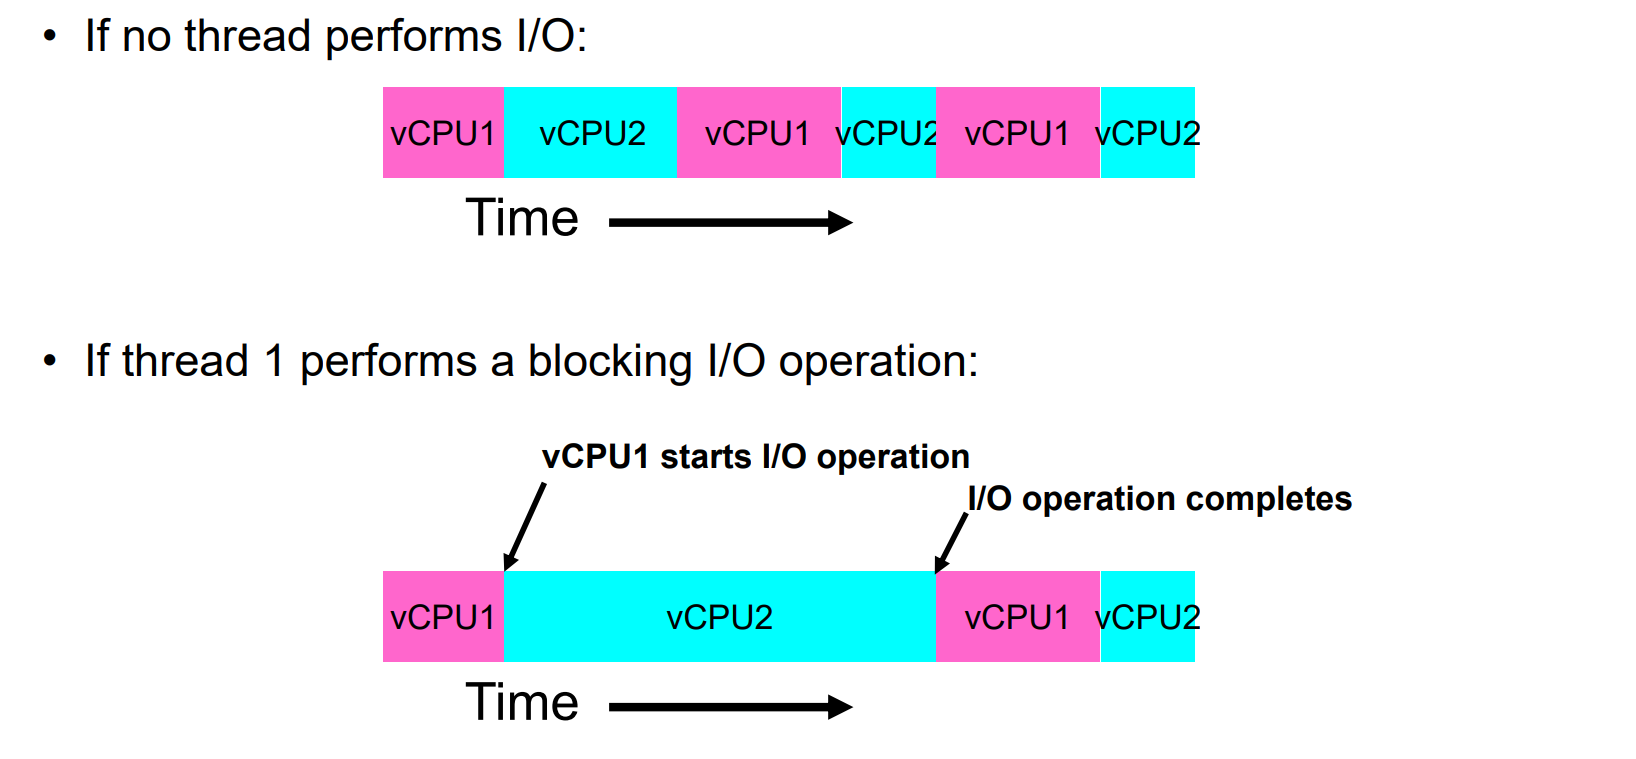 • If no thread performs I/O:
vCPU1 vCPU2 vCPU1 vCPU2 vCPU1 vCPU2
Time
• If thread 1 performs a blocking I/O operation:
vCPU1 starts I/O operation
I/O operation completes
vCPU1 vCPU2 vCPU1 vCPU2
Time